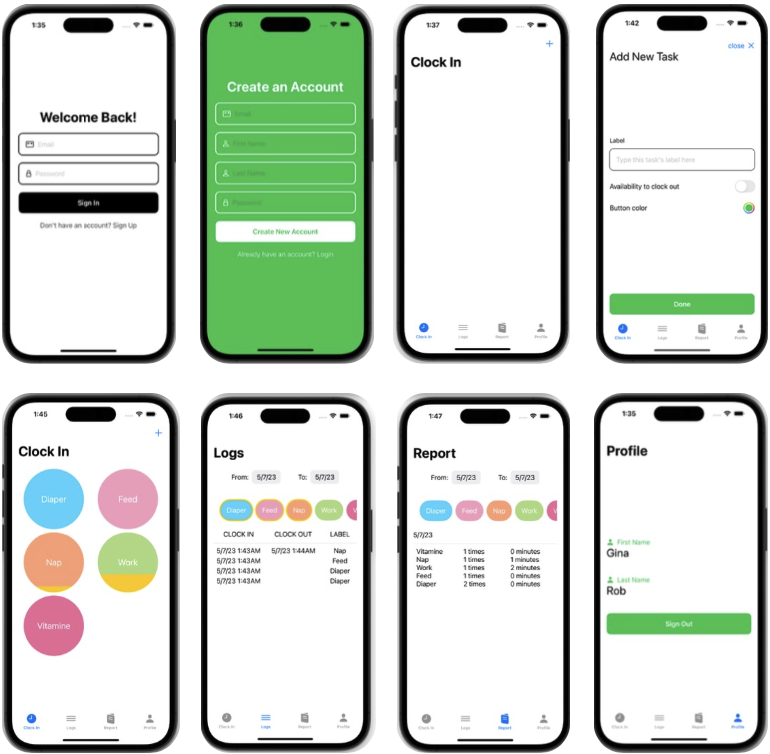 1:35
Welcome Back!
Email
Password
Sign In
Don't have an account? Sign Up
1:36
Create an Account
Email
First Name
Last Name
Password
Create New Account
Already have an account? Login
1:37
+
Clock In
Clock In Logs Report Profile
1:42
close ✕
Add New Task
Label
Type this task's label here
Availability to clock out
Button color
Done
Clock In Logs Report Profile
1:45
+
Clock In
Diaper Feed
Nap Work
Vitamine
Clock In Logs Report Profile
1:46
Logs
From: 5/7/23 To: 5/7/23
Diaper Feed Nap Work V
CLOCK IN CLOCK OUT LABEL
5/7/23 1:43AM 5/7/23 1:44AM Nap
5/7/23 1:43AM Feed
5/7/23 1:43AM Diaper
5/7/23 1:43AM Diaper
Clock In Logs Report Profile
1:47
Report
From: 5/7/23 To: 5/7/23
Diaper Feed Nap Work V
5/7/23
Vitamine 1 times 0 minutes
Nap 1 times 1 minutes
Work 1 times 2 minutes
Feed 1 times 0 minutes
Diaper 2 times 0 minutes
Clock In Logs Report Profile
1:35
Profile
First Name
Gina
Last Name
Rob
Sign Out
Clock In Logs Report Profile